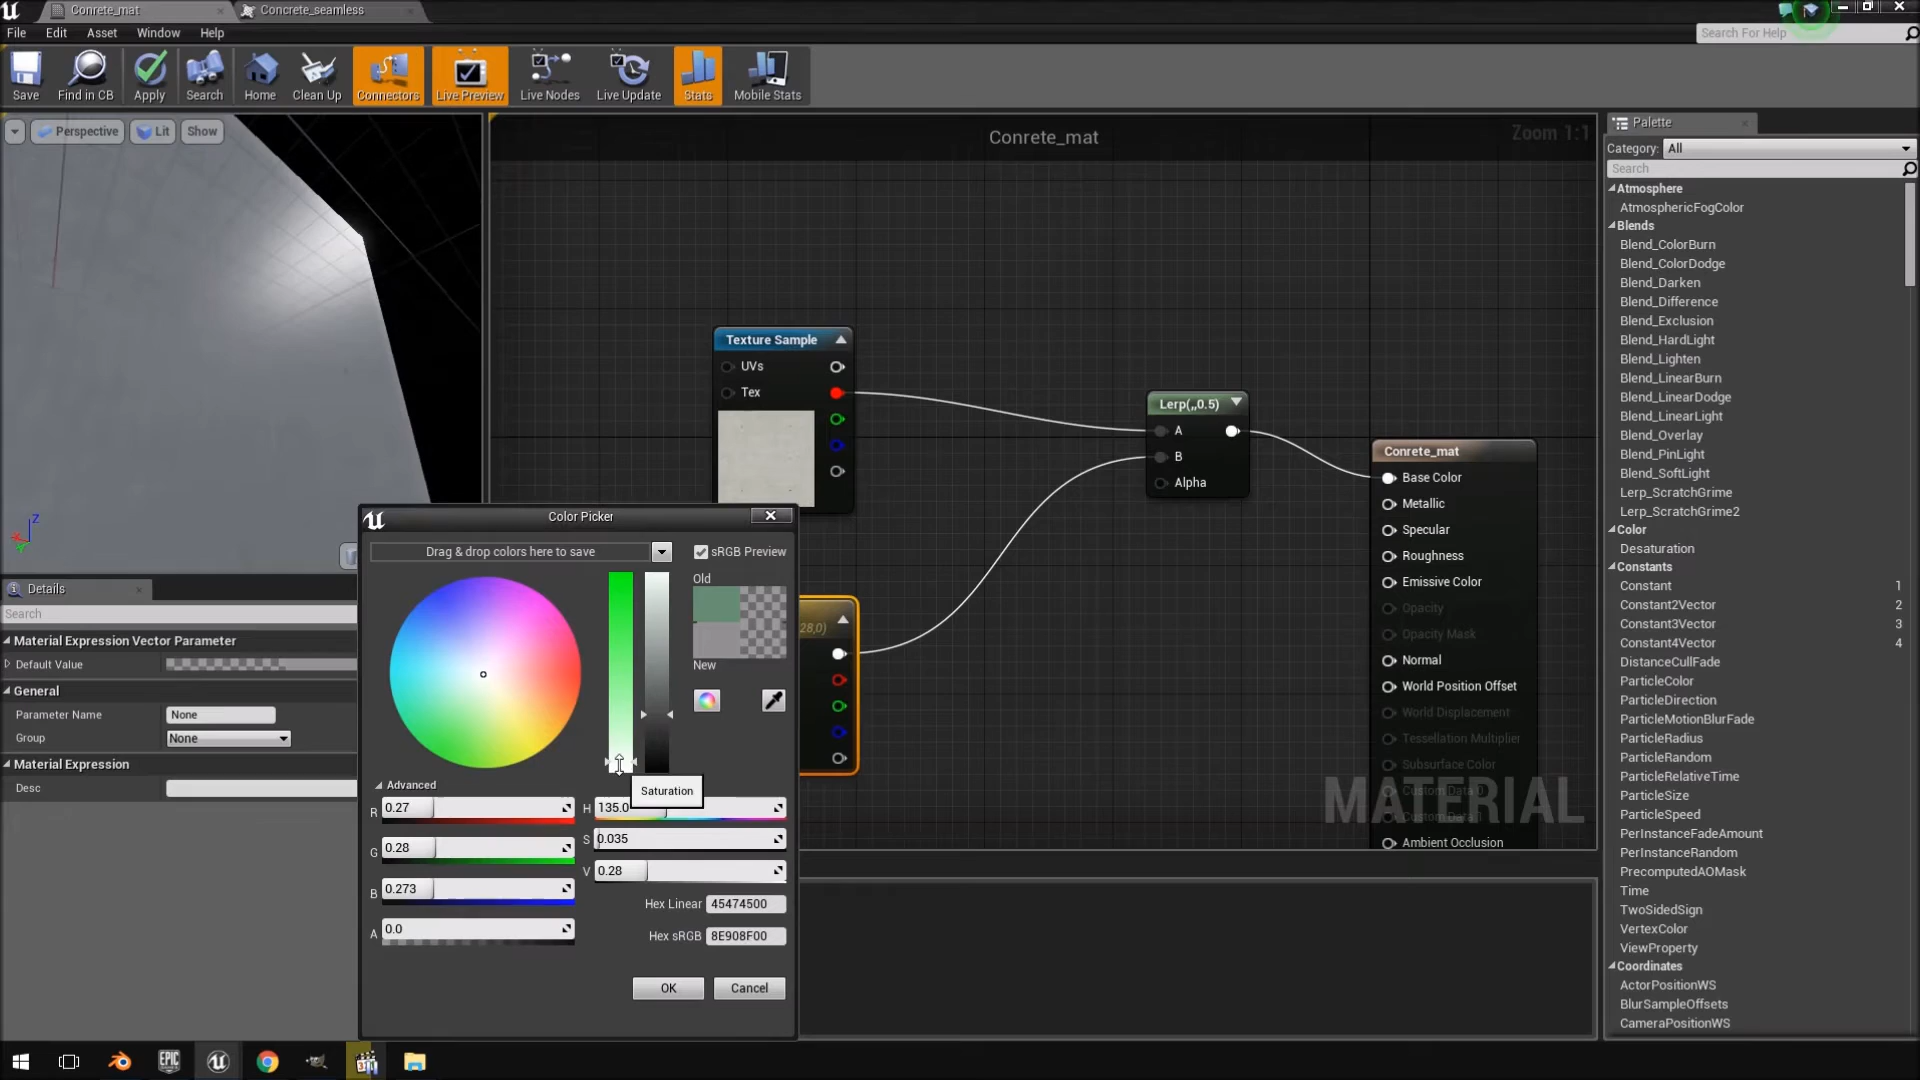 Conrete_mat
Concrete_seamless
File
Edit
Asset
Window
Help
Search For Help
Save
Find in CB
Apply
Search
Home
Clean Up
Connectors
Live Preview
Live Nodes
Live Update
Stats
Mobile Stats
Perspective
Lit
Show
Conrete_mat
Zoom 1:1
Palette
Category:
All
Search
Atmosphere
AtmosphericFogColor
Blends
Blend_ColorBurn
Blend_ColorDodge
Blend_Darken
Blend_Difference
Blend_Exclusion
Blend_HardLight
Blend_Lighten
Blend_LinearBurn
Blend_LinearDodge
Blend_LinearLight
Blend_Overlay
Blend_PinLight
Blend_SoftLight
Lerp_ScratchGrime
Lerp_ScratchGrime2
Color
Desaturation
Constants
Constant 1
Constant2Vector 2
Constant3Vector 3
Constant4Vector 4
DistanceCullFade
ParticleColor
ParticleDirection
ParticleMotionBlurFade
ParticleRadius
ParticleRandom
ParticleRelativeTime
ParticleSize
ParticleSpeed
PerInstanceFadeAmount
PerInstanceRandom
PrecomputedAOMask
Time
TwoSidedSign
VertexColor
ViewProperty
Coordinates
ActorPositionWS
BlurSampleOffsets
CameraPositionWS
Texture Sample
UVs
Tex
Lerp(,,0.5)
A
B
Alpha
Conrete_mat
Base Color
Metallic
Specular
Roughness
Emissive Color
Opacity
Opacity Mask
Normal
World Position Offset
World Displacement
Tessellation Multiplier
Subsurface Color
Custom Data 0
Custom Data 1
Ambient Occlusion
MATERIAL
28,0)
Z
Details
Search
Material Expression Vector Parameter
Default Value
General
Parameter Name
None
Group
None
Material Expression
Desc
Color Picker
Drag & drop colors here to save
sRGB Preview
Old
New
Saturation
Advanced
R 0.27
G 0.28
B 0.273
A 0.0
H 135.0
S 0.035
V 0.28
Hex Linear 45474500
Hex sRGB 8E908F00
OK
Cancel
EPIC